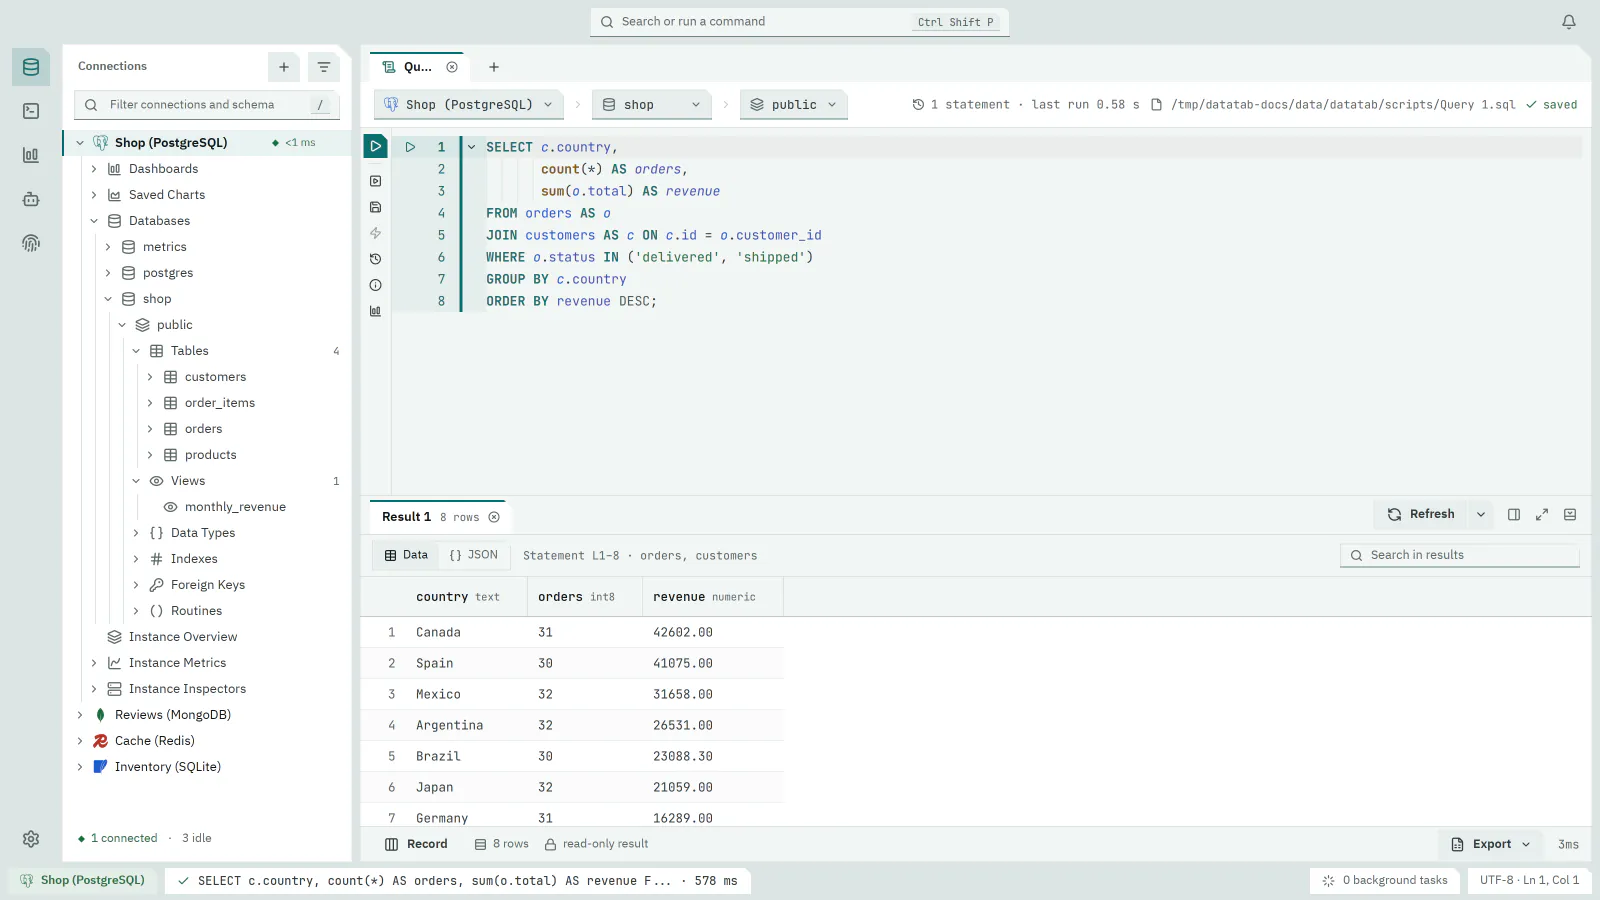 Search or run a command Ctrl Shift P
Connections
Filter connections and schema /
Shop (PostgreSQL) <1 ms
Dashboards
Saved Charts
Databases
metrics
postgres
shop
public
Tables 4
customers
order_items
orders
products
Views 1
monthly_revenue
Data Types
Indexes
Foreign Keys
Routines
Instance Overview
Instance Metrics
Instance Inspectors
Reviews (MongoDB)
Cache (Redis)
Inventory (SQLite)
1 connected · 3 idle
Qu...
Shop (PostgreSQL) shop public 1 statement · last run 0.58 s /tmp/datatab-docs/data/datatab/scripts/Query 1.sql saved
1 SELECT c.country,
2 count(*) AS orders,
3 sum(o.total) AS revenue
4 FROM orders AS o
5 JOIN customers AS c ON c.id = o.customer_id
6 WHERE o.status IN ('delivered', 'shipped')
7 GROUP BY c.country
8 ORDER BY revenue DESC;
Result 1 8 rows Refresh
Data {} JSON Statement L1-8 · orders, customers Search in results
country text orders int8 revenue numeric
1 Canada 31 42602.00
2 Spain 30 41075.00
3 Mexico 32 31658.00
4 Argentina 32 26531.00
5 Brazil 30 23088.30
6 Japan 32 21059.00
7 Germany 31 16289.00
Record 8 rows read-only result Export 3ms
Shop (PostgreSQL) SELECT c.country, count(*) AS orders, sum(o.total) AS revenue F... · 578 ms 0 background tasks UTF-8 · Ln 1, Col 1